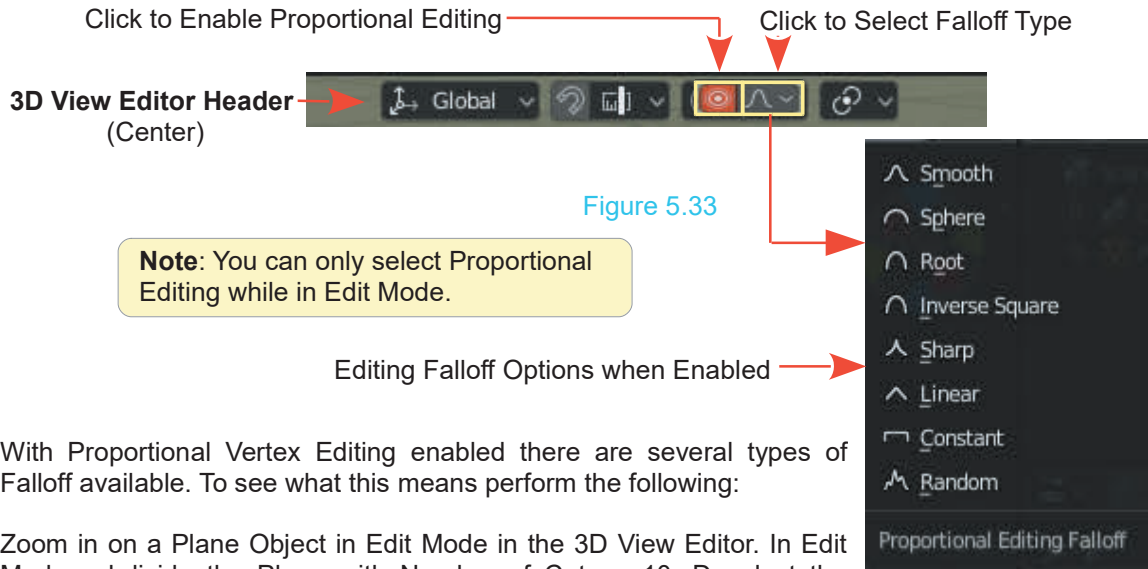 Click to Enable Proportional Editing
Click to Select Falloff Type
3D View Editor Header
(Center)
Global
Figure 5.33
Note: You can only select Proportional
Editing while in Edit Mode.
Editing Falloff Options when Enabled
Smooth
Sphere
Root
Inverse Square
Sharp
Linear
Constant
Random
Proportional Editing Falloff
With Proportional Vertex Editing enabled there are several types of
Falloff available. To see what this means perform the following:
Zoom in on a Plane Object in Edit Mode in the 3D View Editor. In Edit